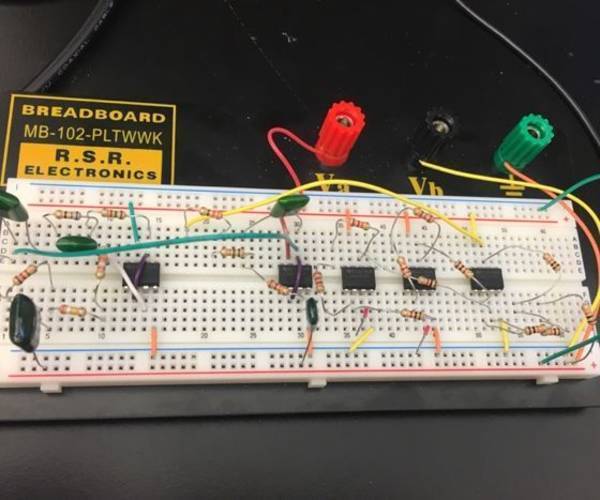 BREADBOARD
MB-102-PLTWWK
R.S.R.
ELECTRONICS
Va
Vb